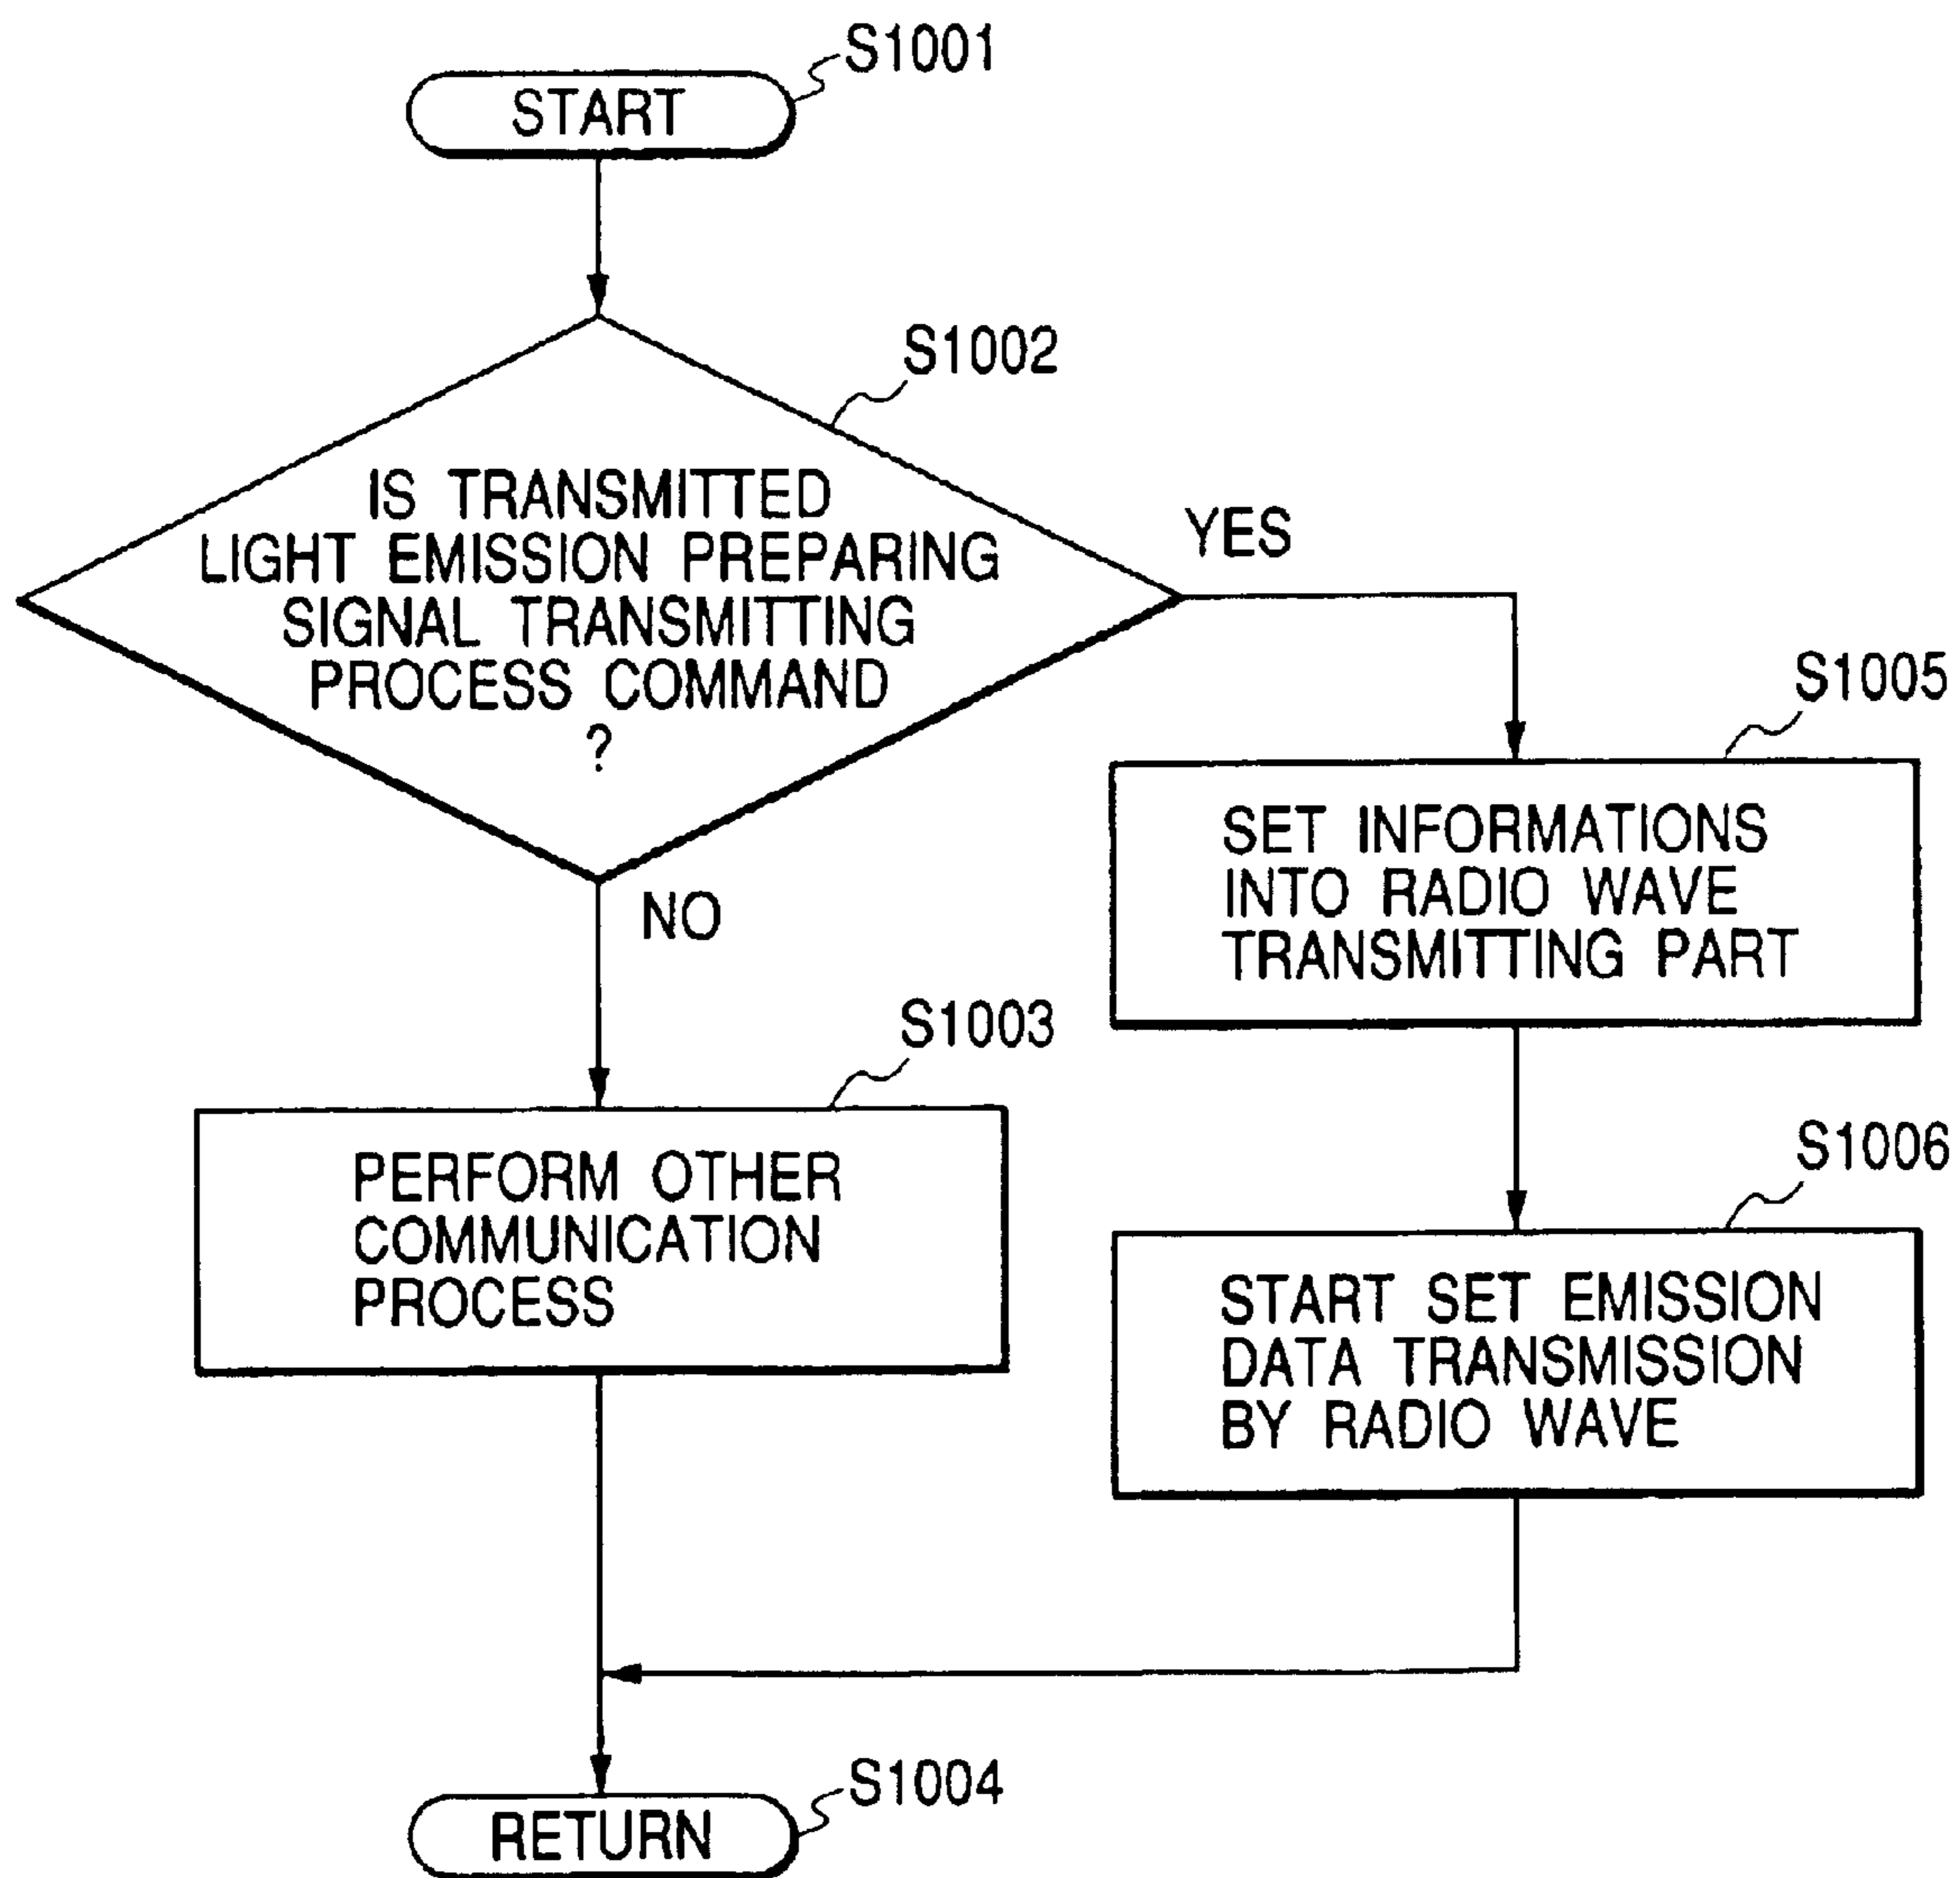 S1001
START
S1002
IS TRANSMITTED
LIGHT EMISSION PREPARING
SIGNAL TRANSMITTING
PROCESS COMMAND
?
YES
NO
S1005
SET INFORMATIONS
INTO RADIO WAVE
TRANSMITTING PART
S1003
PERFORM OTHER
COMMUNICATION
PROCESS
S1006
START SET EMISSION
DATA TRANSMISSION
BY RADIO WAVE
S1004
RETURN